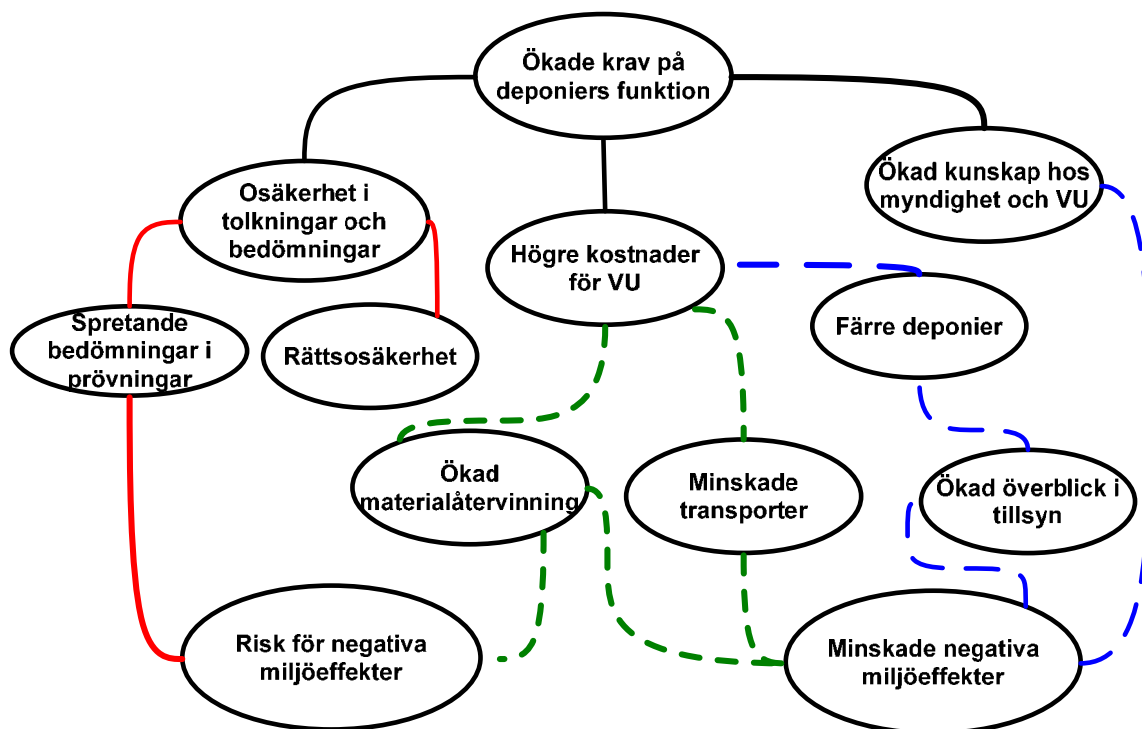 Ökade krav på
deponiers funktion
Ökad kunskap hos
myndighet och VU
Osäkerhet i
tolkningar och
bedömningar
Högre kostnader
för VU
Spretande
bedömningar i
prövningar
Rättsosäkerhet
Färre deponier
Ökad
materialåtervinning
Minskade
transporter
Ökad överblick i
tillsyn
Risk för negativa
miljöeffekter
Minskade negativa
miljöeffekter